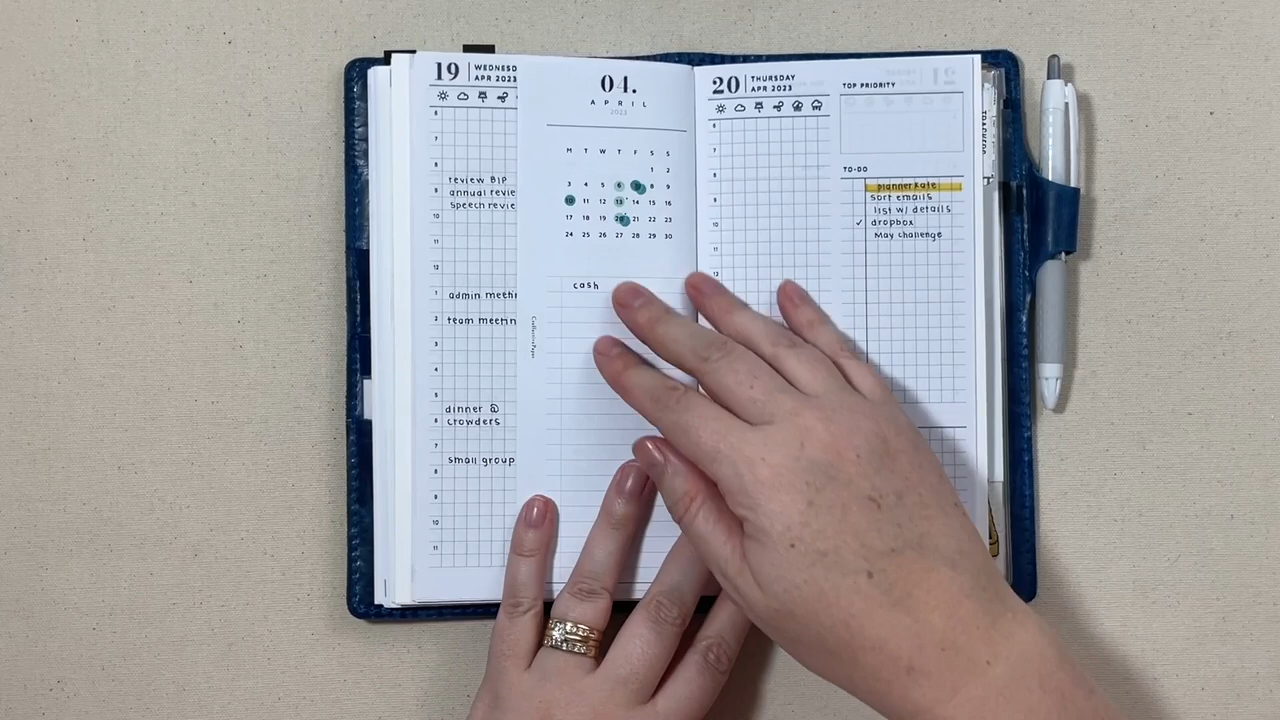 19 WEDNESD
APR 2023
6
8
review BIP
9
annual revie
speech revie
10
11
12
1
admin meetin
2
team meetin
3
4
5
dinner @
6
crowders
small group
8
9
10
11
04.
APRIL
2023
M T W T F S S
1 2
3 4 5 6 8 9
10 11 12 13 14 15 16
17 18 19 20 21 22 23
24 25 26 27 28 29 30
cash
20 THURSDAY
APR 2023
6
8
9
10
11
12
TOP PRIORITY
TO-DO
plannerkate
sort emails
list w/ details
✓ dropbox
May challenge
TRACKERS